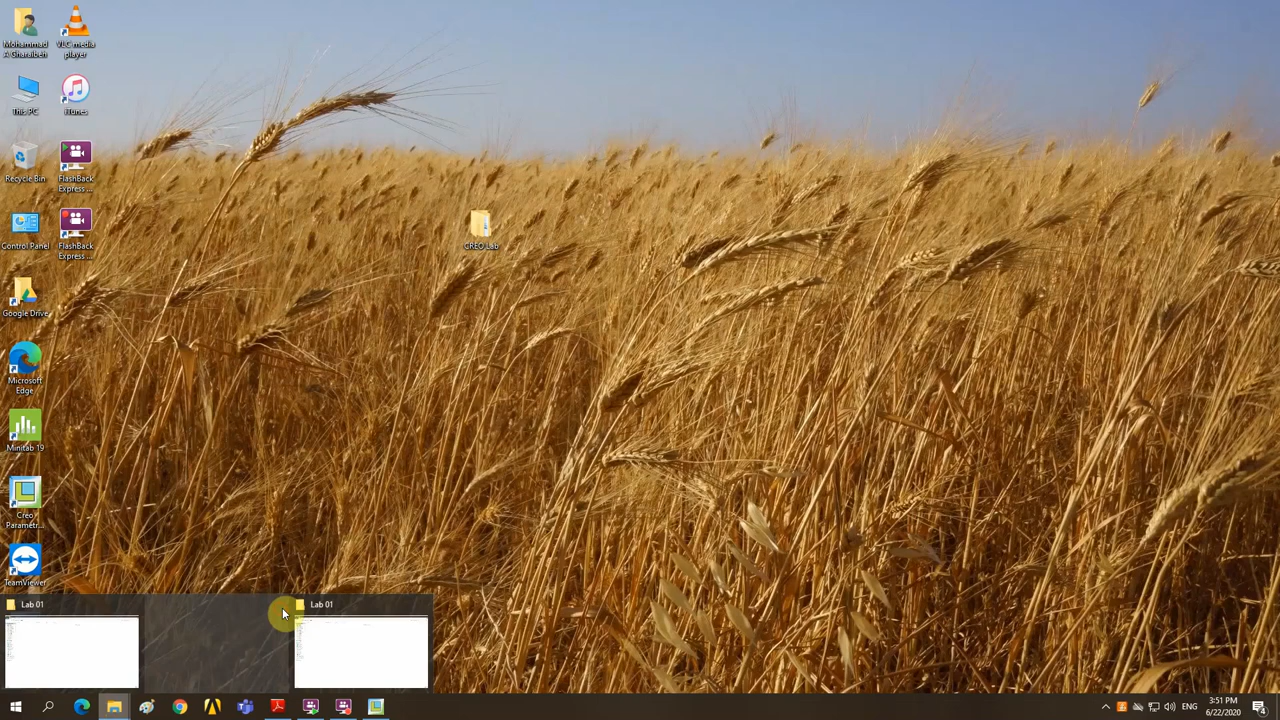 Mohammad
A Gharaibeh
VLC media
player
This PC
iTunes
Recycle Bin
FlashBack
Express ...
Control Panel
FlashBack
Express ...
CREO Lab
Google Drive
Microsoft
Edge
Minitab 19
Creo
Parametr...
TeamViewer
Lab 01
Lab 01
ENG
3:51 PM
6/22/2020
4